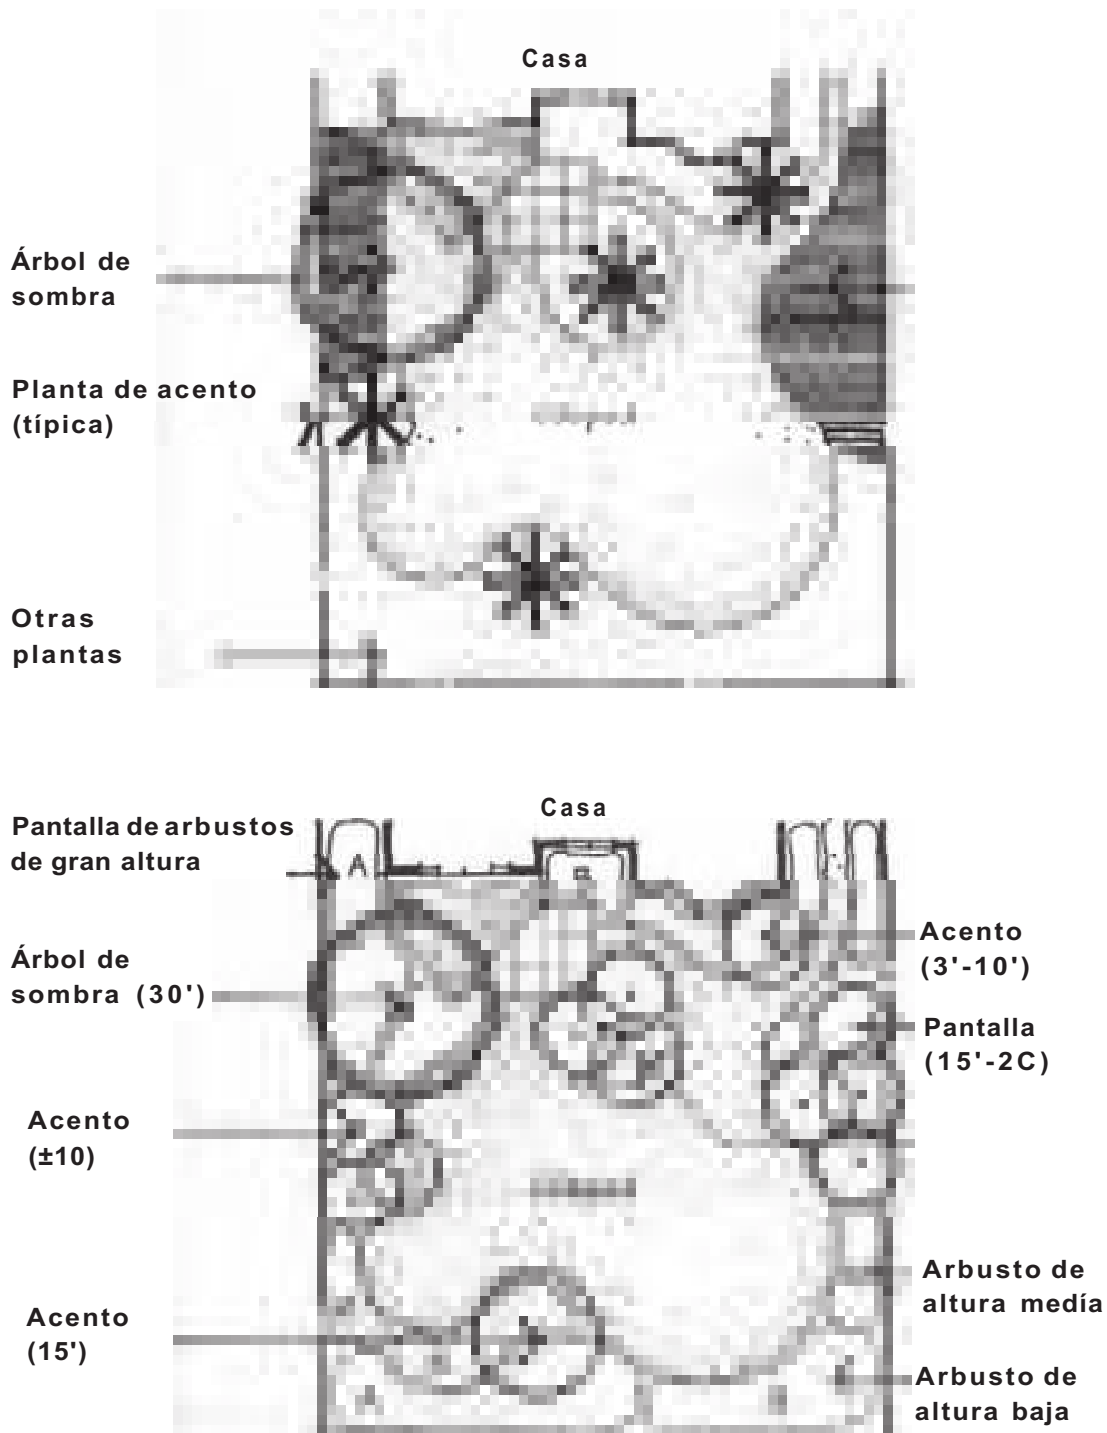 Casa
Árbol de
sombra
Planta de acento
(típica)
Otras
plantas
Casa
Pantalla de arbustos
de gran altura
A
B
Árbol de
sombra (30')
Acento
(3'-10')
Pantalla
(15'-2C)
Acento
(±10)
Acento
(15')
Arbusto de
altura medía
Arbusto de
altura baja